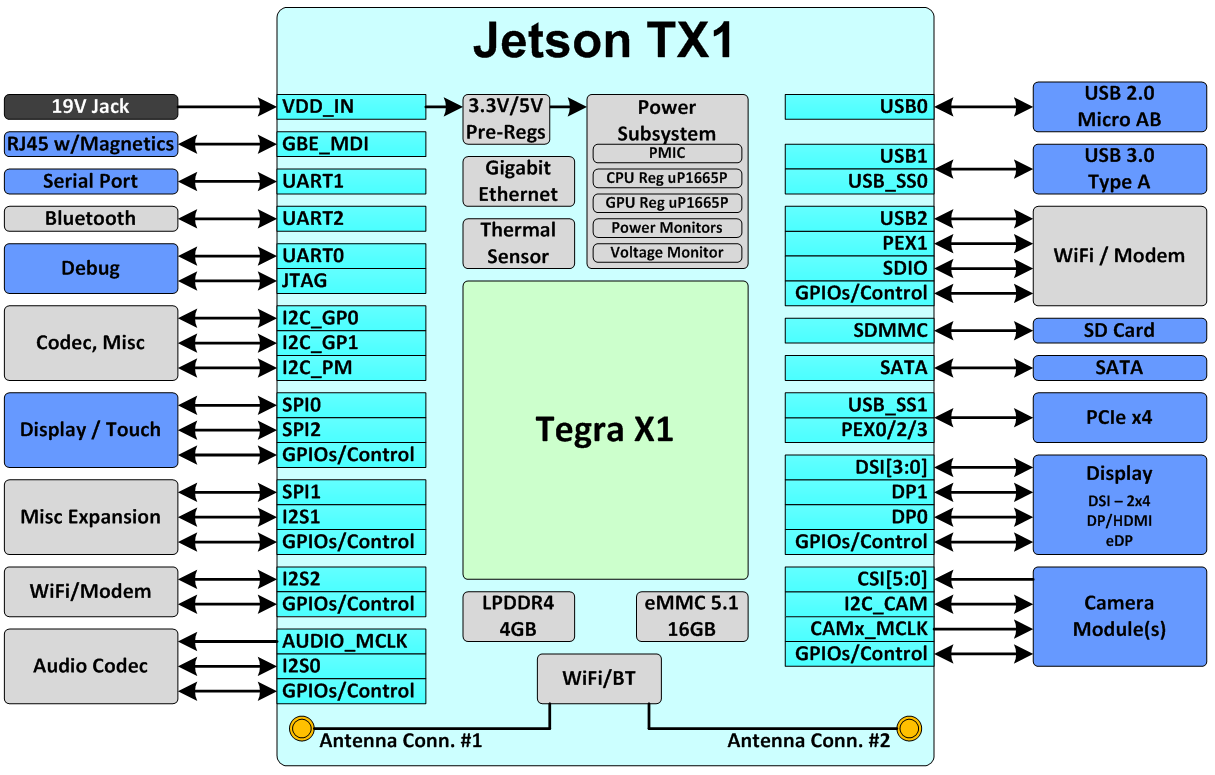 Jetson TX1
19V Jack
RJ45 w/Magnetics
Serial Port
Bluetooth
Debug
Codec, Misc
Display / Touch
Misc Expansion
WiFi/Modem
Audio Codec
VDD_IN
GBE_MDI
UART1
UART2
UART0
JTAG
I2C_GP0
I2C_GP1
I2C_PM
SPI0
SPI2
GPIOs/Control
SPI1
I2S1
GPIOs/Control
I2S2
GPIOs/Control
AUDIO_MCLK
I2S0
GPIOs/Control
3.3V/5V
Pre-Regs
Gigabit
Ethernet
Thermal
Sensor
Power
Subsystem
PMIC
CPU Reg uP1665P
GPU Reg uP1665P
Power Monitors
Voltage Monitor
Tegra X1
LPDDR4
4GB
eMMC 5.1
16GB
WiFi/BT
Antenna Conn. #1
Antenna Conn. #2
USB0
USB1
USB_SS0
USB2
PEX1
SDIO
GPIOs/Control
SDMMC
SATA
USB_SS1
PEX0/2/3
DSI[3:0]
DP1
DP0
GPIOs/Control
CSI[5:0]
I2C_CAM
CAMx_MCLK
GPIOs/Control
USB 2.0
Micro AB
USB 3.0
Type A
WiFi / Modem
SD Card
SATA
PCIe x4
Display
DSI – 2x4
DP/HDMI
eDP
Camera
Module(s)